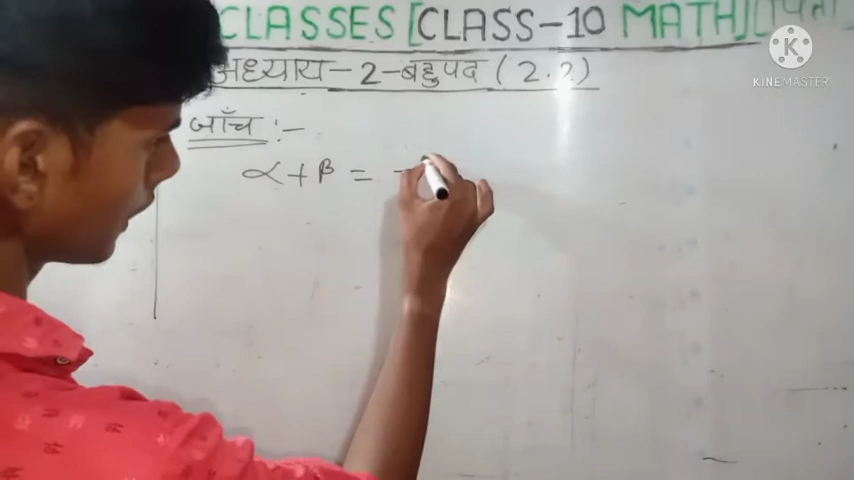 CLASSES [CLASS-10 MATH]
अध्याय - 2 - बहुपद (2.2)
KINEMASTER
जाँच :-
α + β = -